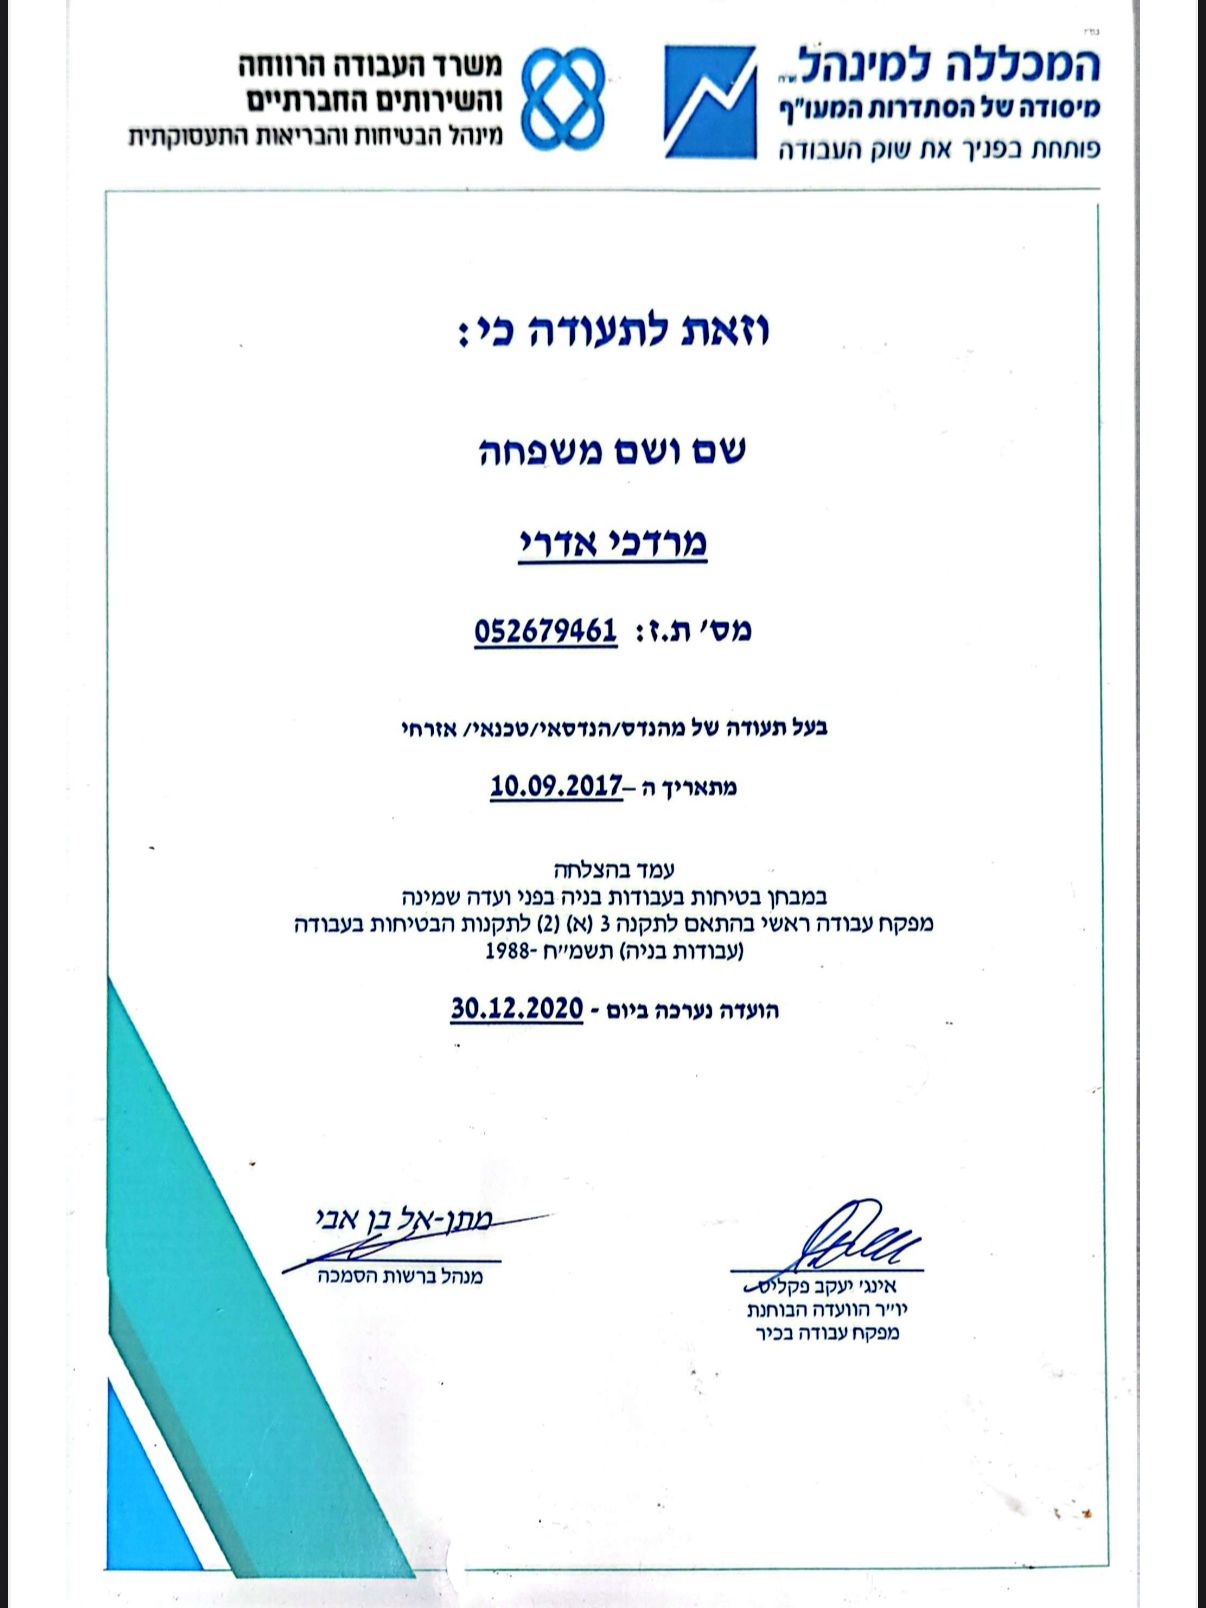 בס"ד
המכללה למינהל
מיסודה של הסתדרות המעו"ף
פותחת בפניך את שוק העבודה
משרד העבודה הרווחה
והשירותים החברתיים
מינהל הבטיחות והבריאות התעסוקתית
וזאת לתעודה כי:
שם ושם משפחה
מרדכי אדרי
מס' ת.ז: 052679461
בעל תעודה של מהנדס/הנדסאי/טכנאי/ אזרחי
מתאריך ה –10.09.2017
עמד בהצלחה
במבחן בטיחות בעבודות בניה בפני ועדה שמינה
מפקח עבודה ראשי בהתאם לתקנה 3 (א) (2) לתקנות הבטיחות בעבודה
(עבודות בניה) תשמ"ח -1988
הועדה נערכה ביום - 30.12.2020
מתן-אל בן אבי
מנהל ברשות הסמכה
אינג' יעקב פקליס
יו"ר הוועדה הבוחנת
מפקח עבודה בכיר